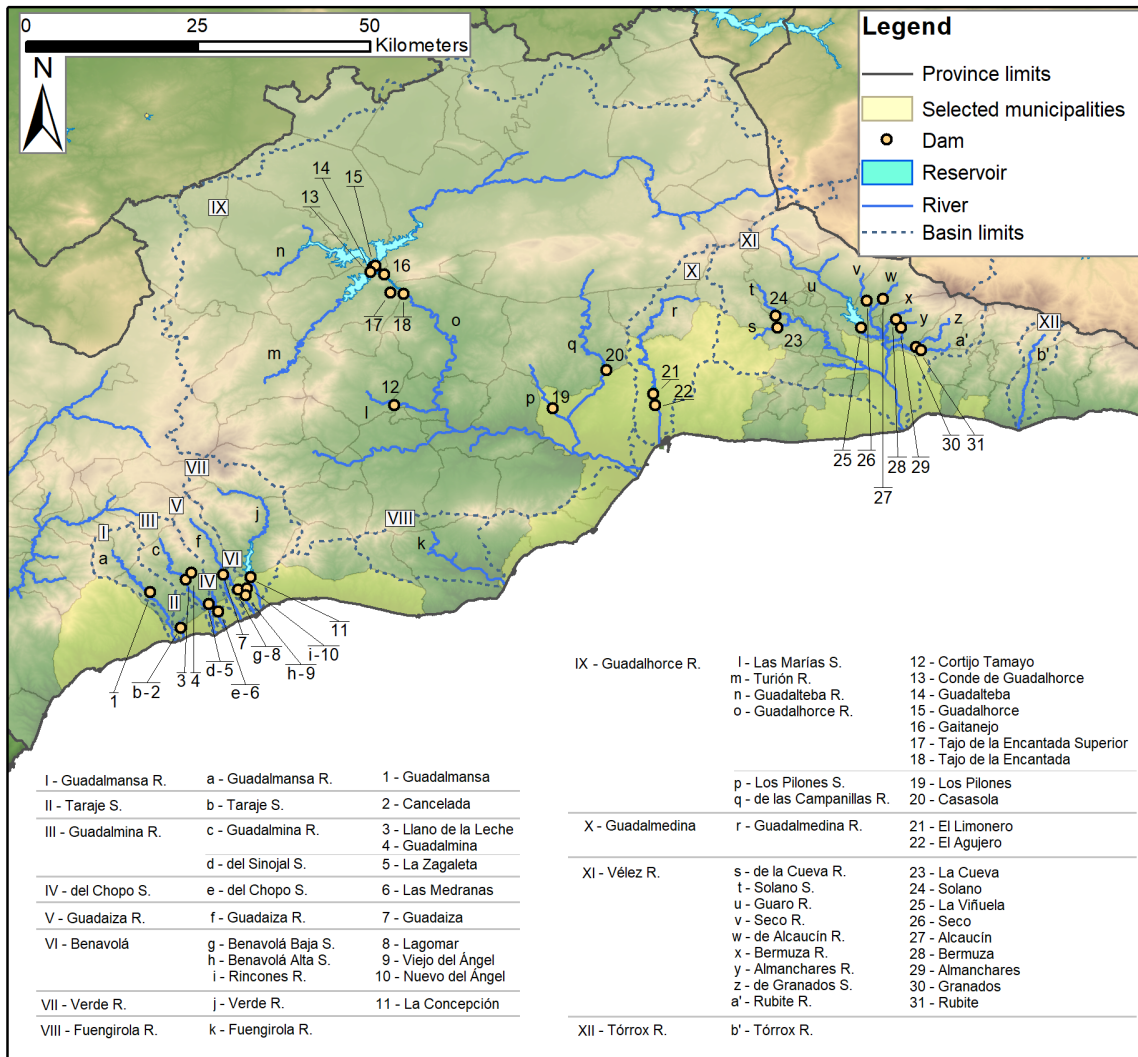 0 25 50
Kilometers
N
Legend
Province limits
Selected municipalities
Dam
Reservoir
River
Basin limits
14 15
13
IX
n
16
17 18
o
m
12
l
XI
X
v w
u
t
24
x
s
23
y z
a'
XII
b'
r
q
20
21
22
p 19
25 26 28 29 30 31
27
VII
V
III
I
VIII
j
k
a c f
VI
IV
II
11
7 g-8 i-10
3 4 d-5 h-9
1 b-2 e-6
I - Guadalmansa R. a - Guadalmansa R. 1 - Guadalmansa
II - Taraje S. b - Taraje S. 2 - Cancelada
III - Guadalmina R. c - Guadalmina R. 3 - Llano de la Leche
4 - Guadalmina
d - del Sinojal S. 5 - La Zagaleta
IV - del Chopo S. e - del Chopo S. 6 - Las Medranas
V - Guadaiza R. f - Guadaiza R. 7 - Guadaiza
VI - Benavolá g - Benavolá Baja S. 8 - Lagomar
h - Benavolá Alta S. 9 - Viejo del Ángel
i - Rincones R. 10 - Nuevo del Ángel
VII - Verde R. j - Verde R. 11 - La Concepción
VIII - Fuengirola R. k - Fuengirola R.
IX - Guadalhorce R. l - Las Marías S. 12 - Cortijo Tamayo
m - Turión R. 13 - Conde de Guadalhorce
n - Guadalteba R. 14 - Guadalteba
o - Guadalhorce R. 15 - Guadalhorce
16 - Gaitanejo
17 - Tajo de la Encantada Superior
18 - Tajo de la Encantada
p - Los Pilones S. 19 - Los Pilones
q - de las Campanillas R. 20 - Casasola
X - Guadalmedina r - Guadalmedina R. 21 - El Limonero
22 - El Agujero
XI - Vélez R. s - de la Cueva R. 23 - La Cueva
t - Solano S. 24 - Solano
u - Guaro R. 25 - La Viñuela
v - Seco R. 26 - Seco
w - de Alcaucín R. 27 - Alcaucín
x - Bermuza R. 28 - Bermuza
y - Almanchares R. 29 - Almanchares
z - de Granados S. 30 - Granados
a' - Rubite R. 31 - Rubite
XII - Tórrox R. b' - Tórrox R.